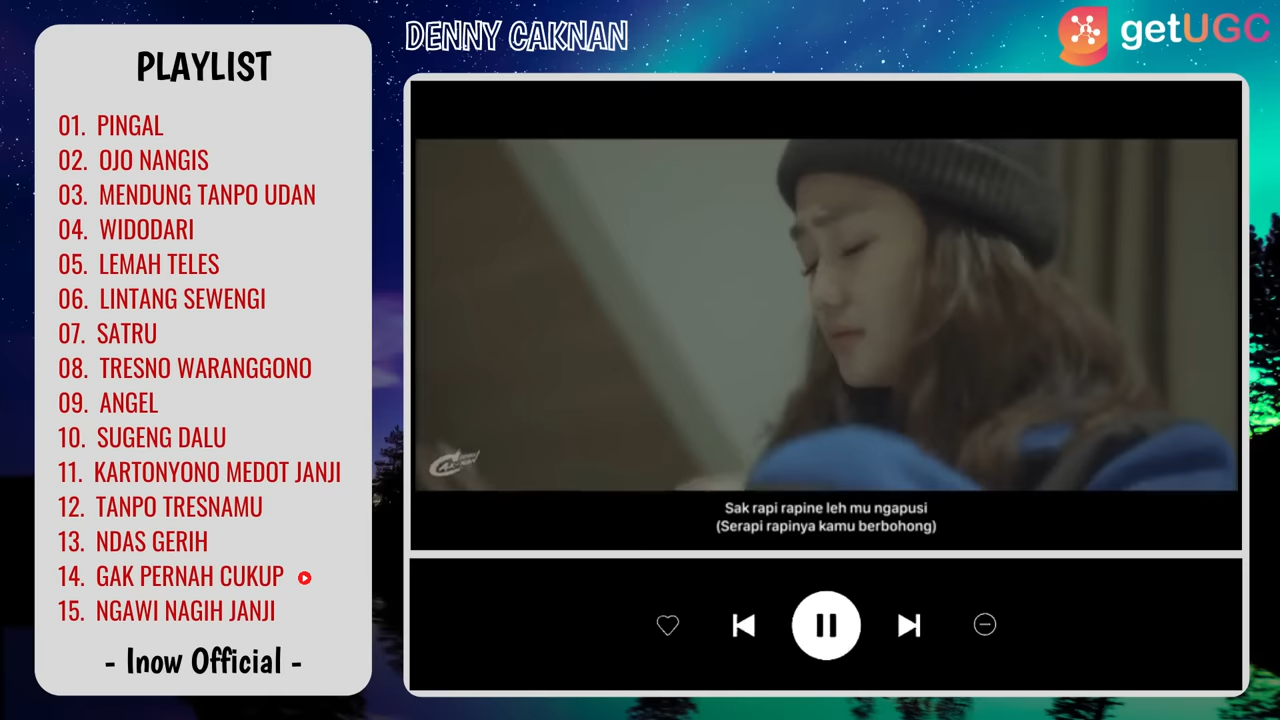 PLAYLIST
01. PINGAL
02. OJO NANGIS
03. MENDUNG TANPO UDAN
04. WIDODARI
05. LEMAH TELES
06. LINTANG SEWENGI
07. SATRU
08. TRESNO WARANGGONO
09. ANGEL
10. SUGENG DALU
11. KARTONYONO MEDOT JANJI
12. TANPO TRESNAMU
13. NDAS GERIH
14. GAK PERNAH CUKUP
15. NGAWI NAGIH JANJI
- Inow Official -
DENNY CAKNAN
getUGC
Sak rapi rapine leh mu ngapusi
(Serapi rapinya kamu berbohong)